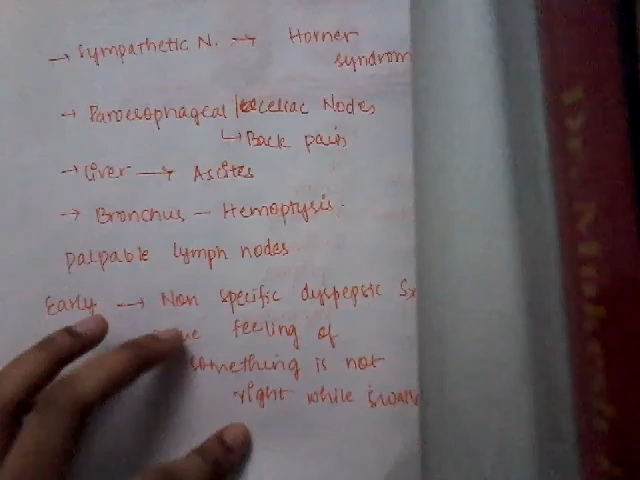 → Sympathetic N. → Horner
syndrom
→ Paroesophageal / celiac Nodes
↳ Back pain
→ Liver → Ascites
→ Bronchus – Hemoptysis.
palpable lymph nodes
Early → Non specific dyspepsic Sx
feeling of
something is not
right while swall